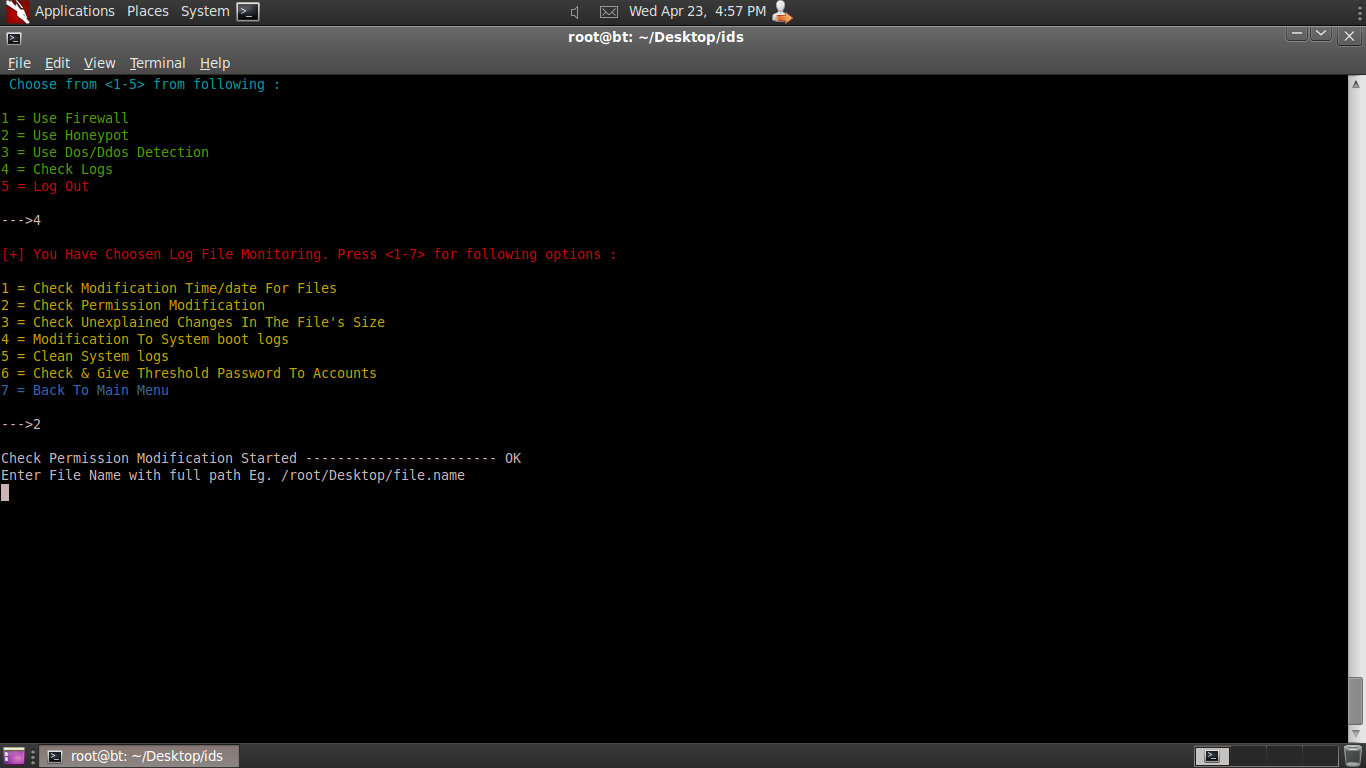 Applications Places System
Wed Apr 23, 4:57 PM
root@bt: ~/Desktop/ids
File Edit View Terminal Help
Choose from <1-5> from following :
1 = Use Firewall
2 = Use Honeypot
3 = Use Dos/Ddos Detection
4 = Check Logs
5 = Log Out
--->4
[+] You Have Choosen Log File Monitoring. Press <1-7> for following options :
1 = Check Modification Time/date For Files
2 = Check Permission Modification
3 = Check Unexplained Changes In The File's Size
4 = Modification To System boot logs
5 = Clean System logs
6 = Check & Give Threshold Password To Accounts
7 = Back To Main Menu
--->2
Check Permission Modification Started ------------------------ OK
Enter File Name with full path Eg. /root/Desktop/file.name
root@bt: ~/Desktop/ids